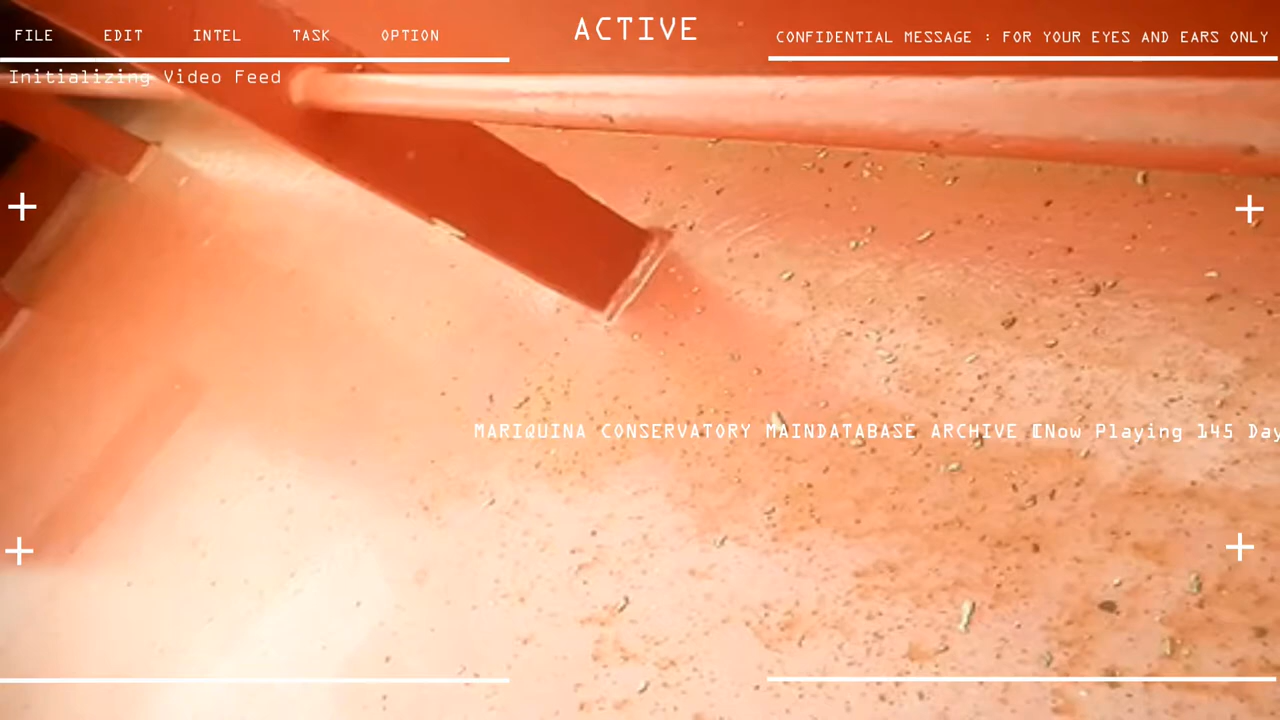 FILE EDIT INTEL TASK OPTION
ACTIVE
CONFIDENTIAL MESSAGE : FOR YOUR EYES AND EARS ONLY
Initializing Video Feed
MARIQUINA CONSERVATORY MAINDATABASE ARCHIVE [Now Playing 145 Day